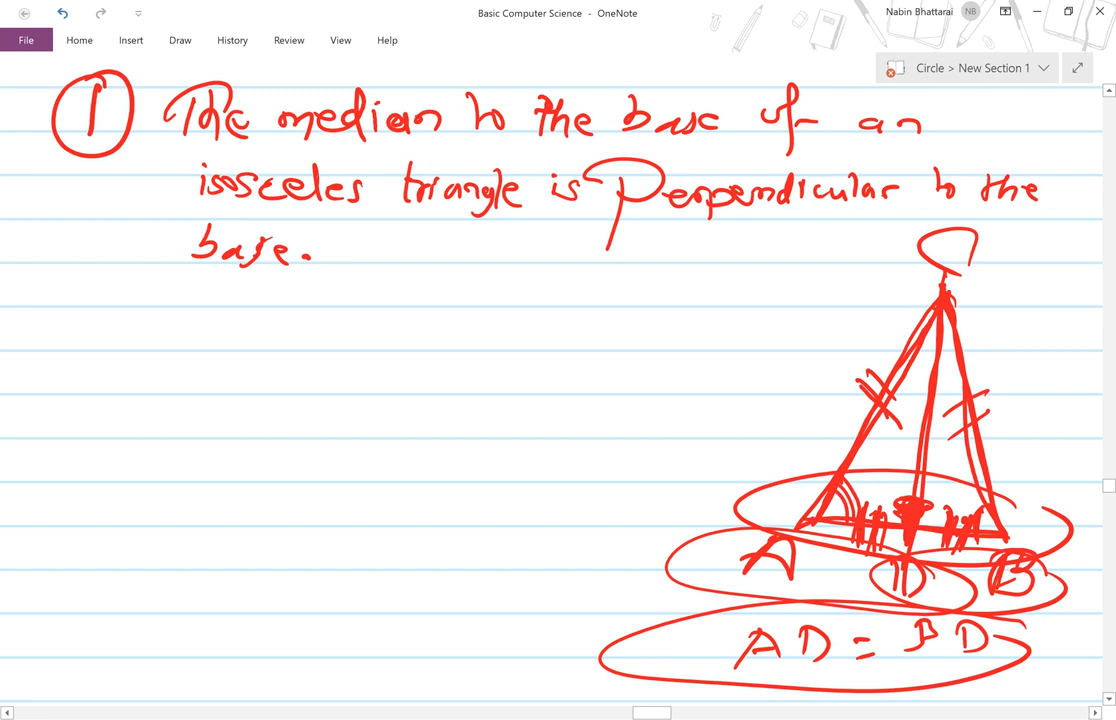 Basic Computer Science - OneNote
Nabin Bhattarai NB
File Home Insert Draw History Review View Help
Circle > New Section 1
1 The median to the base of an
isosceles triangle is Perpendicular to the
base.
C
A D B
AD = BD